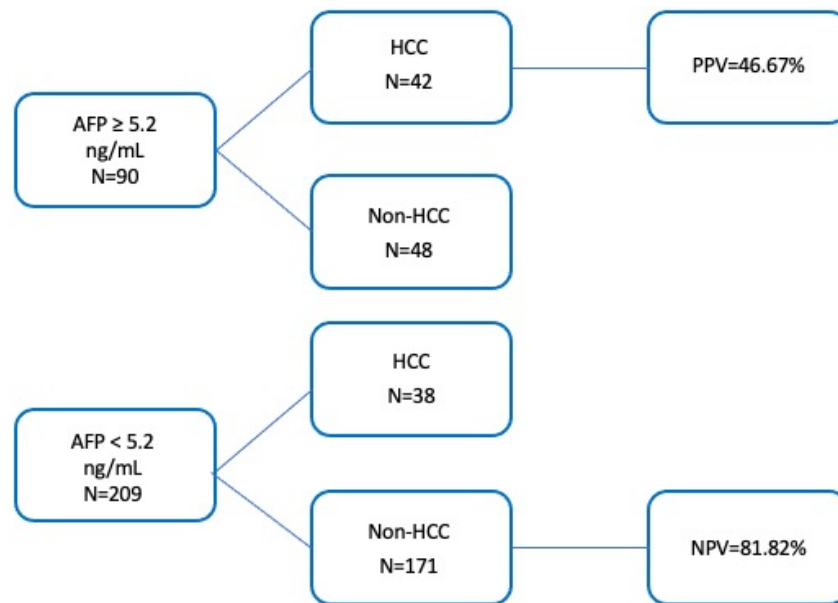 AFP ≥ 5.2
ng/mL
N=90
HCC
N=42
PPV=46.67%
Non-HCC
N=48
AFP < 5.2
ng/mL
N=209
HCC
N=38
Non-HCC
N=171
NPV=81.82%